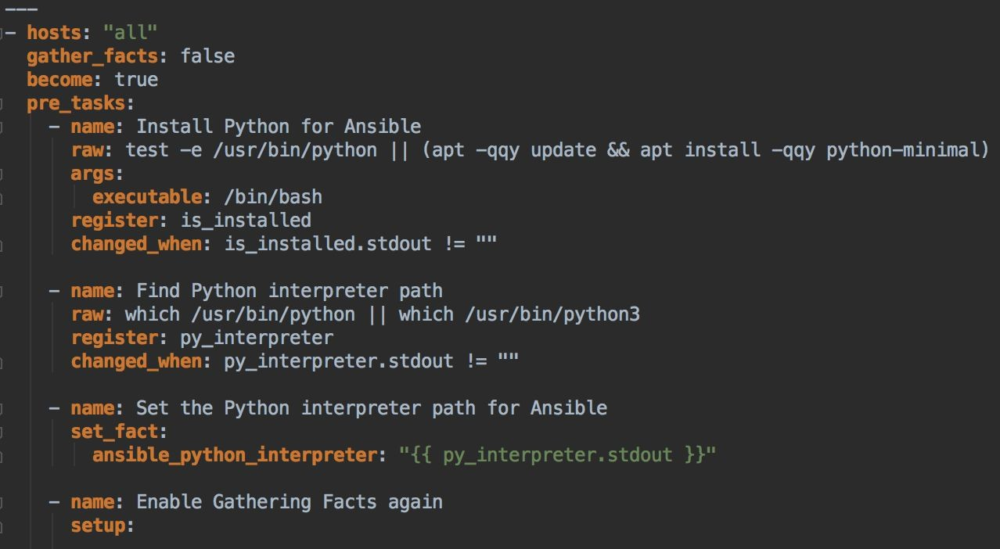 ---
- hosts: "all"
  gather_facts: false
  become: true
  pre_tasks:
    - name: Install Python for Ansible
      raw: test -e /usr/bin/python || (apt -qqy update && apt install -qqy python-minimal)
      args:
        executable: /bin/bash
      register: is_installed
      changed_when: is_installed.stdout != ""

    - name: Find Python interpreter path
      raw: which /usr/bin/python || which /usr/bin/python3
      register: py_interpreter
      changed_when: py_interpreter.stdout != ""

    - name: Set the Python interpreter path for Ansible
      set_fact:
        ansible_python_interpreter: "{{ py_interpreter.stdout }}"

    - name: Enable Gathering Facts again
      setup: